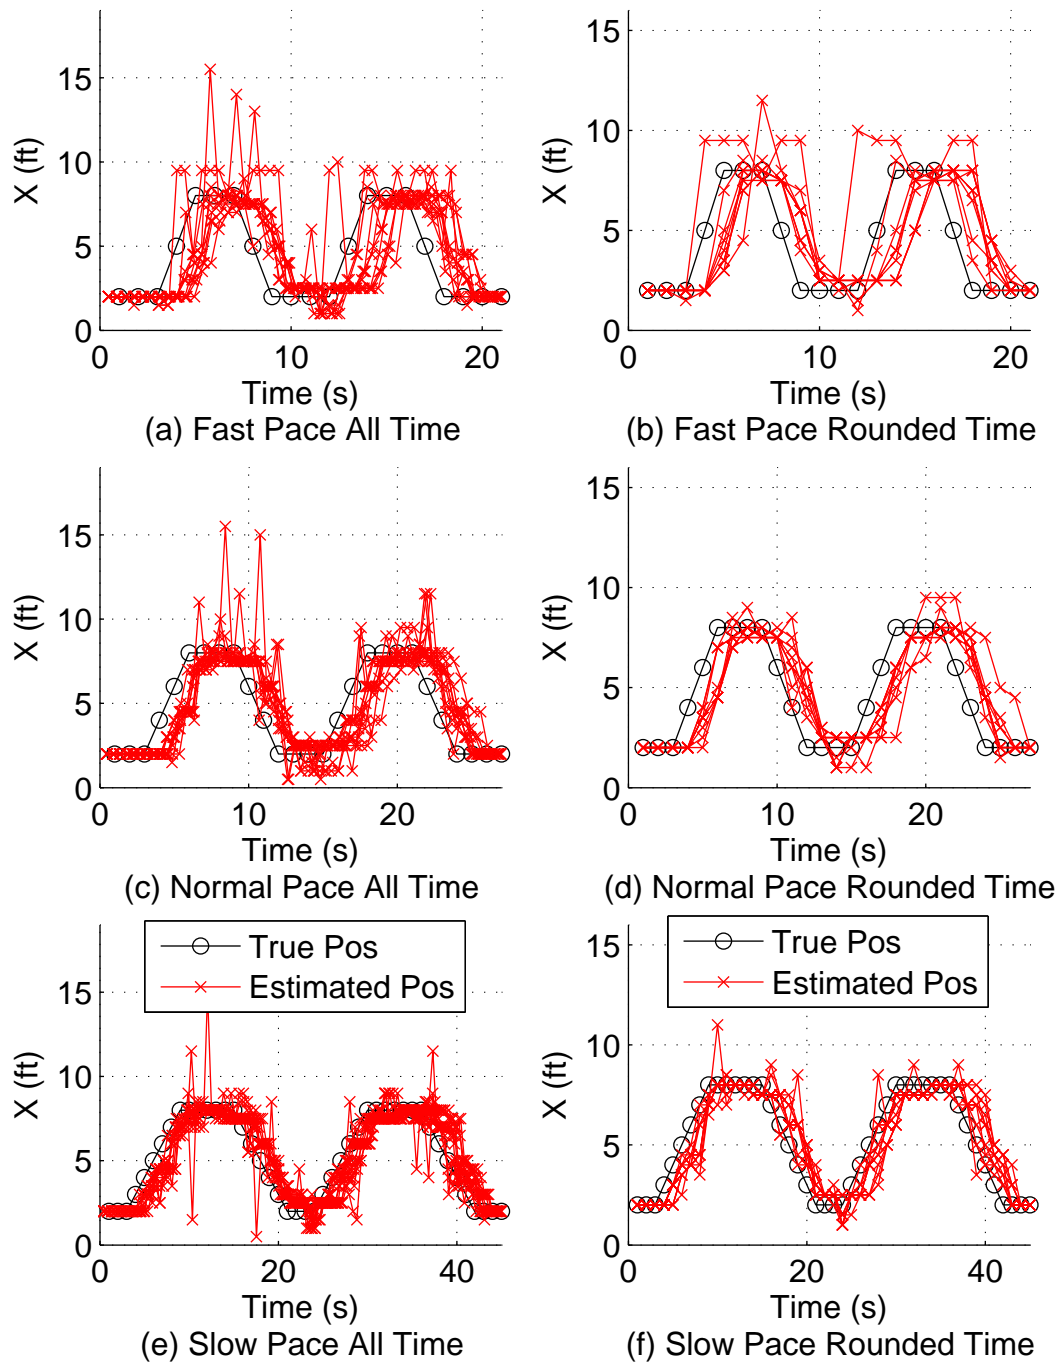 X (ft)
15
10
5
0
0
10
20
Time (s)
(a) Fast Pace All Time
X (ft)
15
10
5
0
0
10
20
Time (s)
(b) Fast Pace Rounded Time
X (ft)
15
10
5
0
0
10
20
Time (s)
(c) Normal Pace All Time
X (ft)
15
10
5
0
0
10
20
Time (s)
(d) Normal Pace Rounded Time
True Pos
Estimated Pos
X (ft)
15
10
5
0
0
20
40
Time (s)
(e) Slow Pace All Time
True Pos
Estimated Pos
X (ft)
15
10
5
0
0
20
40
Time (s)
(f) Slow Pace Rounded Time